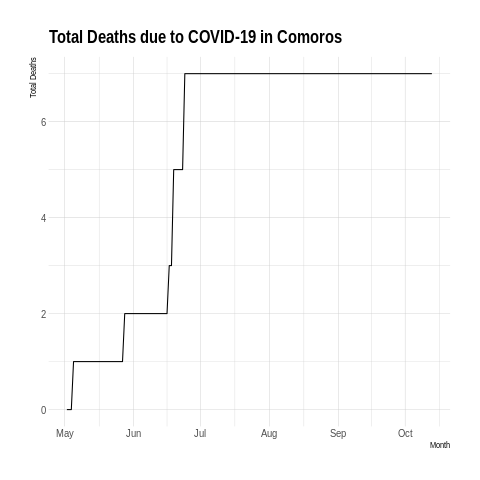 Total Deaths due to COVID-19 in Comoros
Total Deaths
6
4
2
0
May Jun Jul Aug Sep Oct
Month